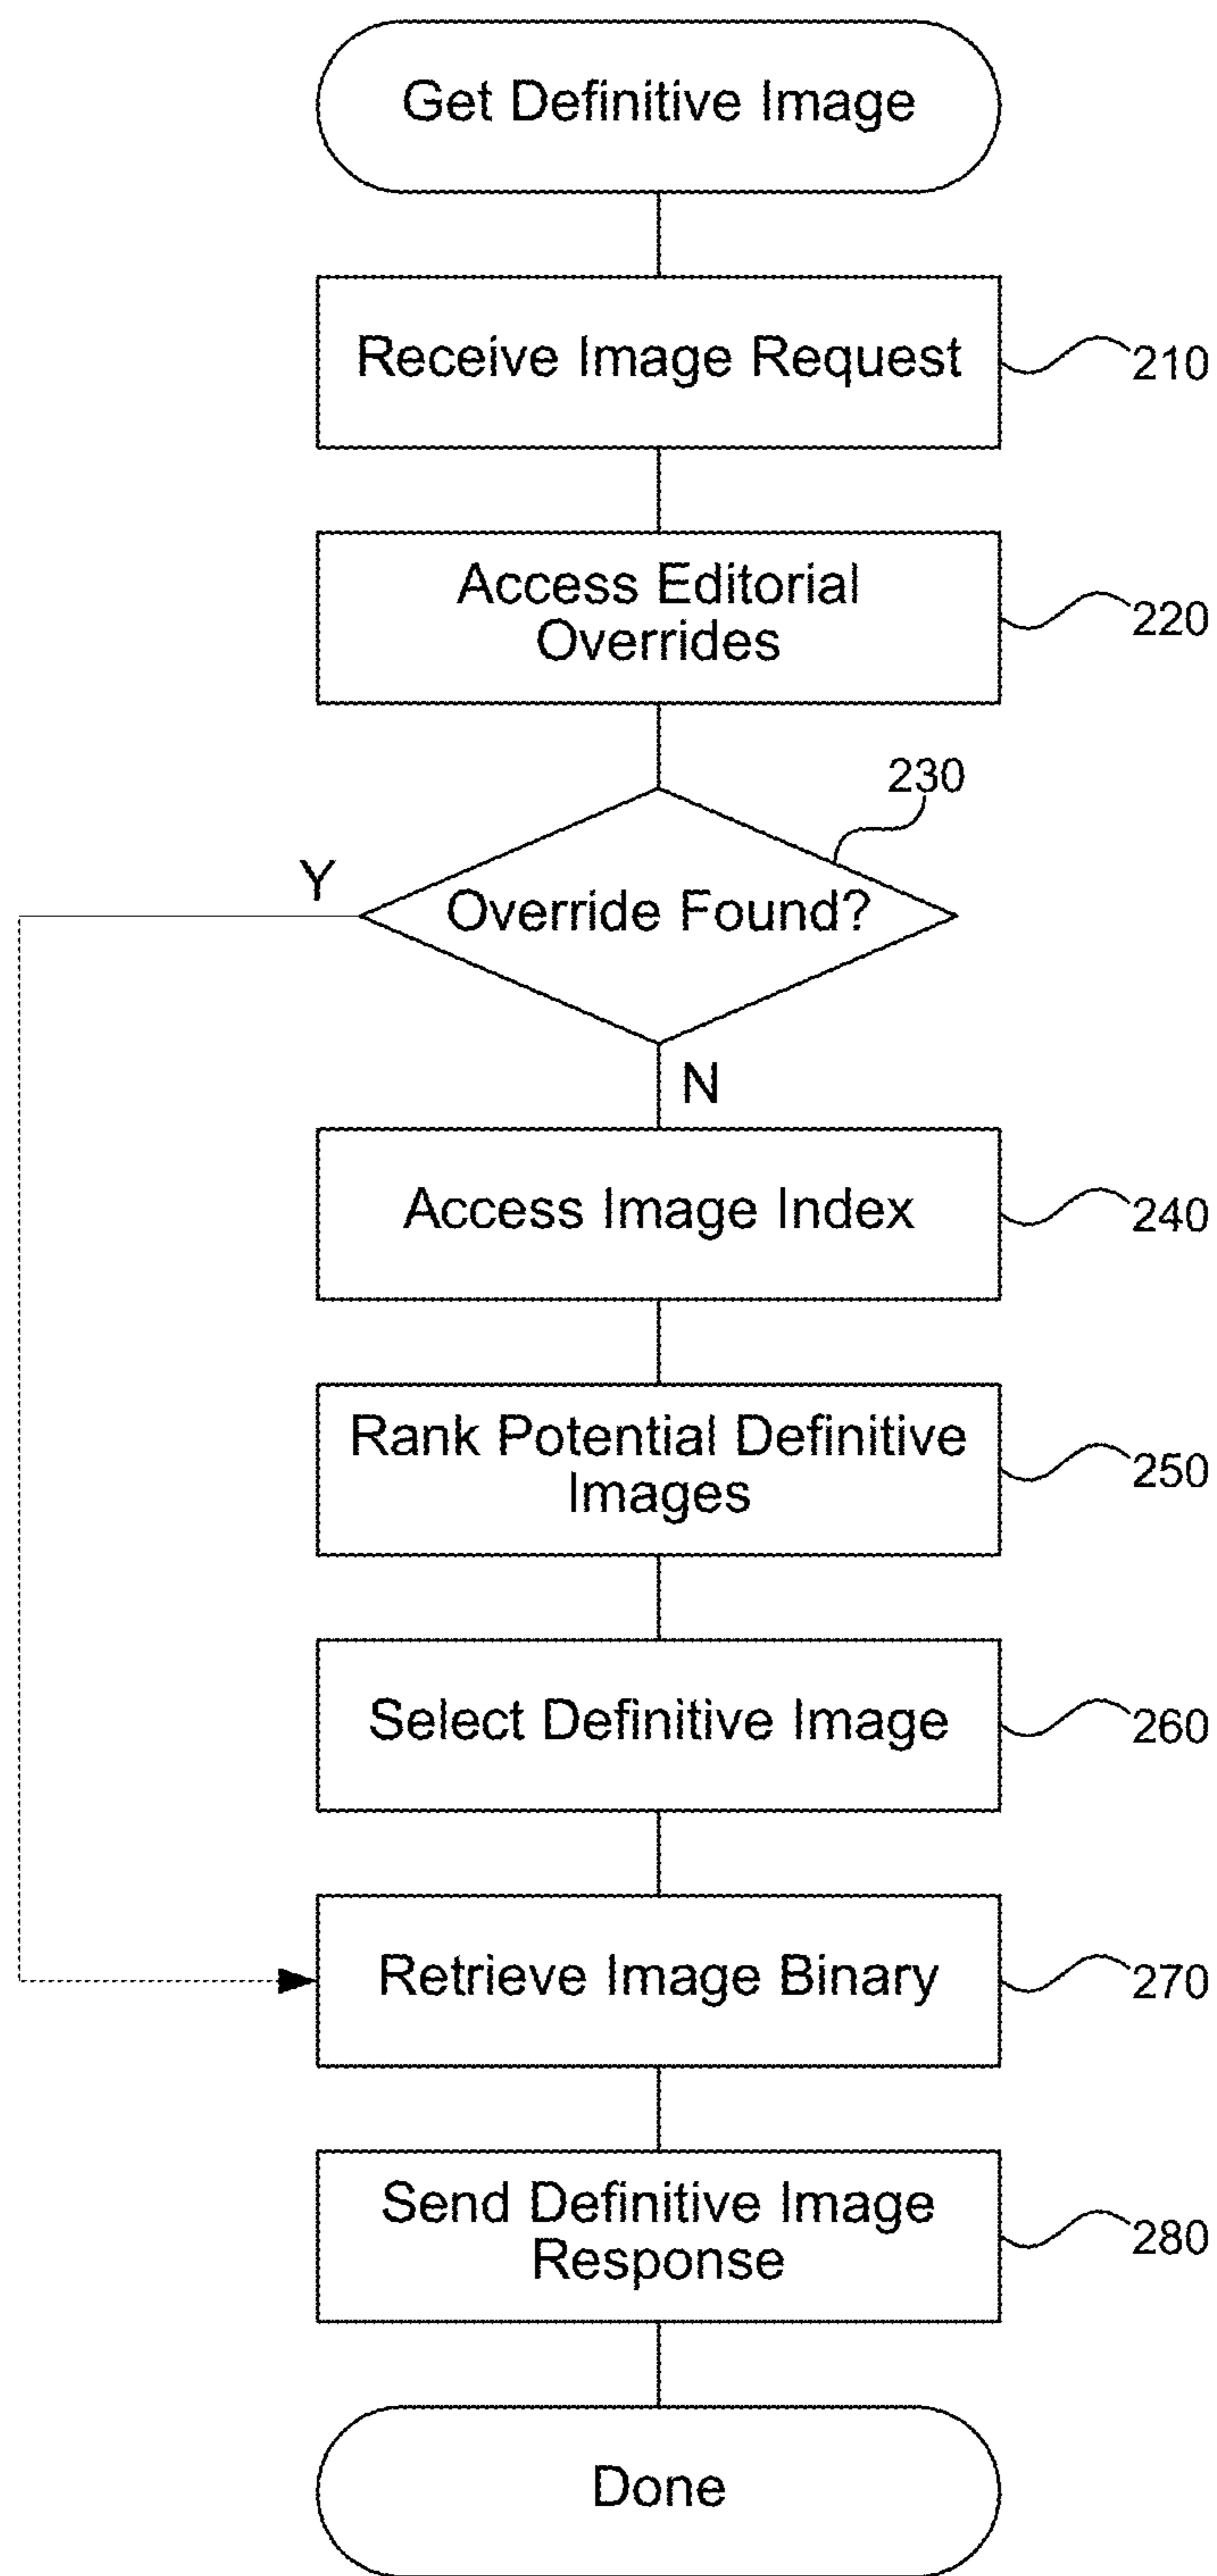 Get Definitive Image
Receive Image Request
210
Access Editorial
Overrides
220
230
Y
Override Found?
N
Access Image Index
240
Rank Potential Definitive
Images
250
Select Definitive Image
260
Retrieve Image Binary
270
Send Definitive Image
Response
280
Done